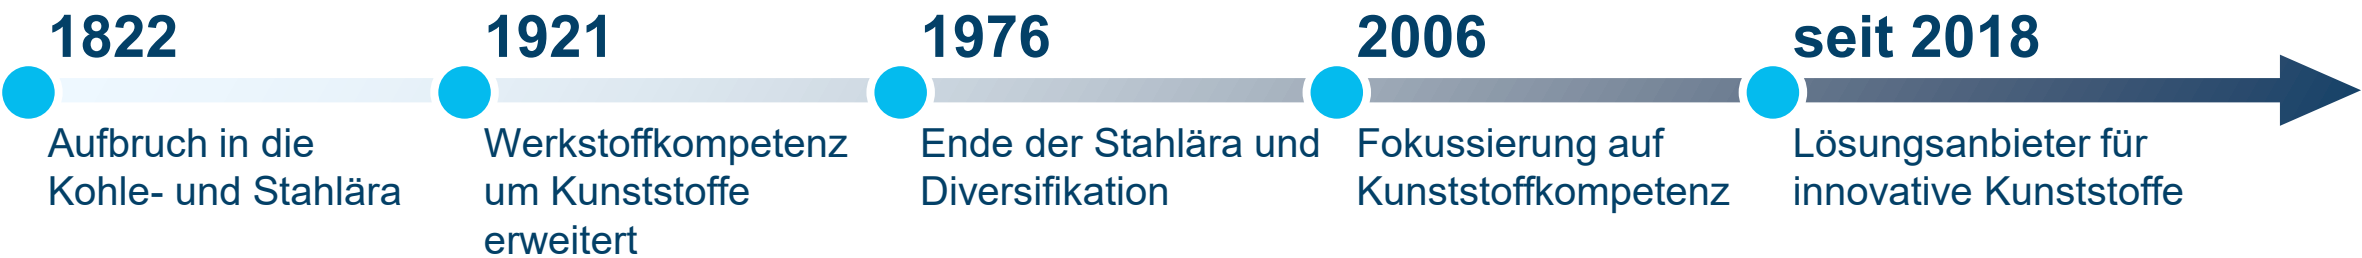 1822
Aufbruch in die
Kohle- und Stahlära
1921
Werkstoffkompetenz
um Kunststoffe
erweitert
1976
Ende der Stahlära und
Diversifikation
2006
Fokussierung auf
Kunststoffkompetenz
seit 2018
Lösungsanbieter für
innovative Kunststoffe